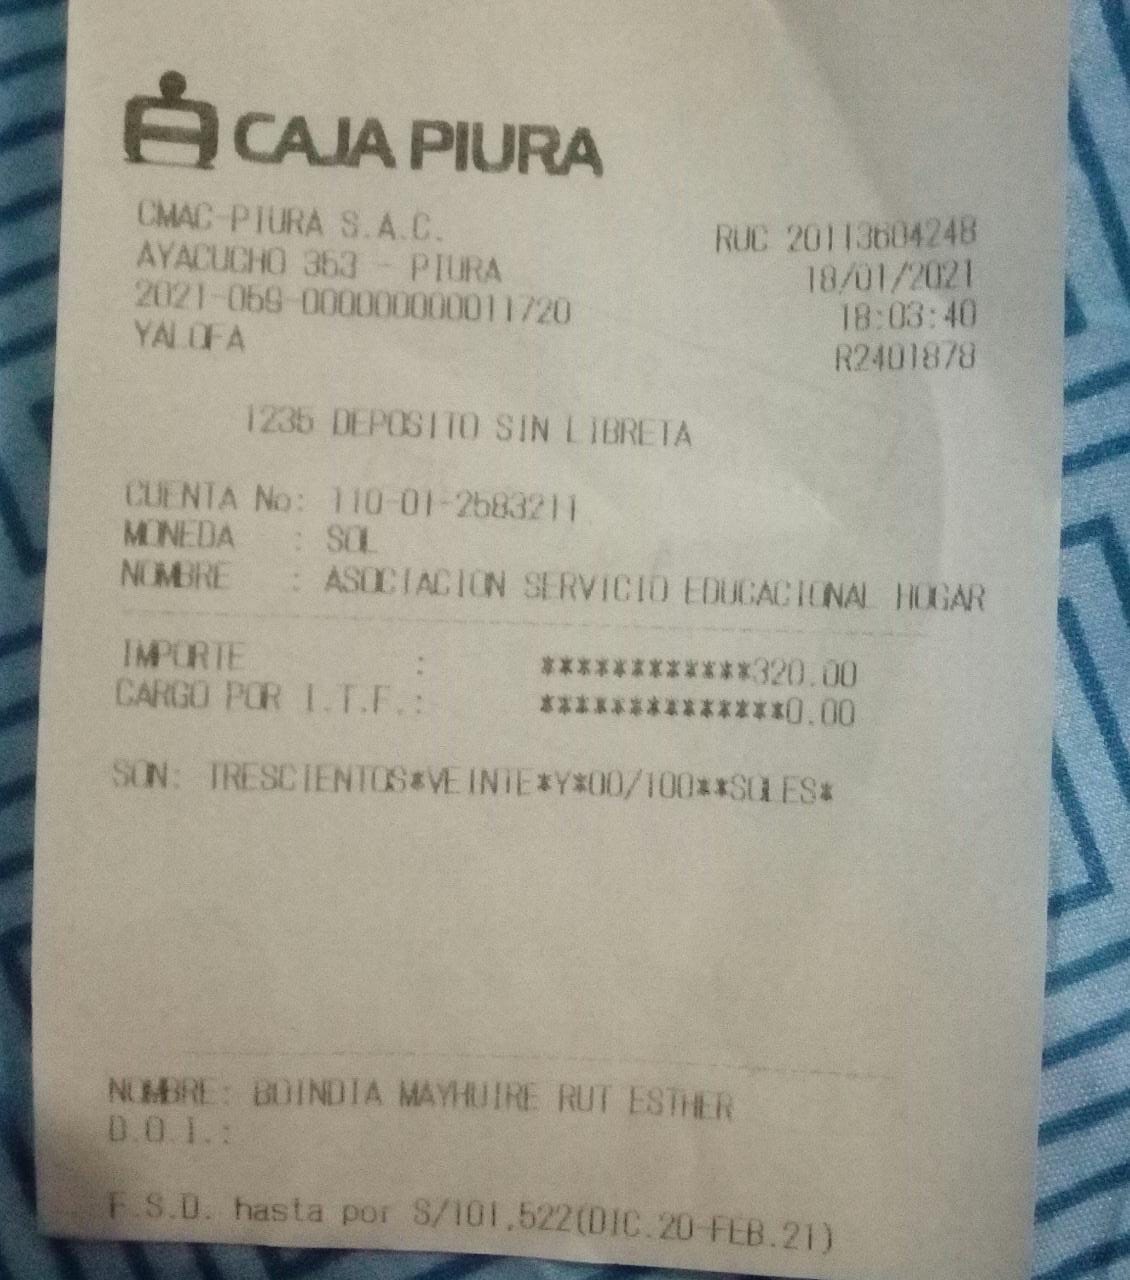 CAJA PIURA
CMAC-PIURA S.A.C.
RUC 20113604248
AYACUCHO 353 - PIURA
18/01/2021
2021-059-000000000011720
18:03:40
YALOFA
R2401878
1235 DEPOSITO SIN LIBRETA
CUENTA No: 110-01-2583211
MONEDA : SOL
NOMBRE : ASOCIACION SERVICIO EDUCACIONAL HOGAR
IMPORTE : ************320.00
CARGO POR I.T.F.: **************0.00
SON: TRESCIENTOS*VEINTE*Y*00/100**SOLES*
NOMBRE: BOINDIA MAYHUIRE RUT ESTHER
D.O.I.:
F.S.D. hasta por S/101,522(DIC.20-FEB.21)